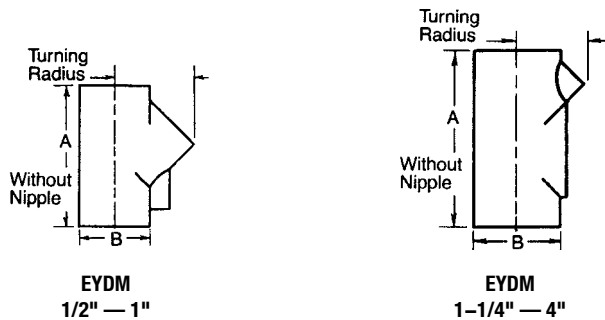 Turning
Radius
A
Without
Nipple
B
EYDM
1/2" — 1"
Turning
Radius
A
Without
Nipple
B
EYDM
1–1/4" — 4"